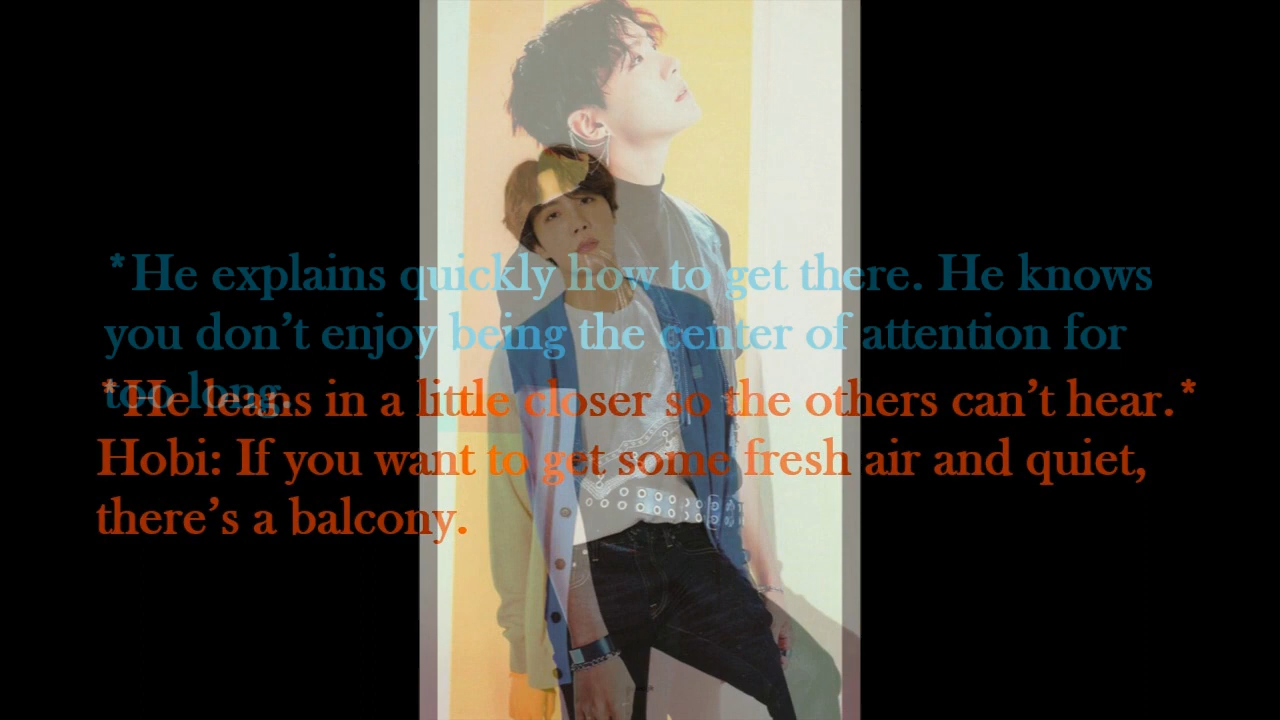 *He explains quickly how to get there. He knows
you don't enjoy being the center of attention for
too long.
*He leans in a little closer so the others can't hear.*
Hobi: If you want to get some fresh air and quiet,
there's a balcony.